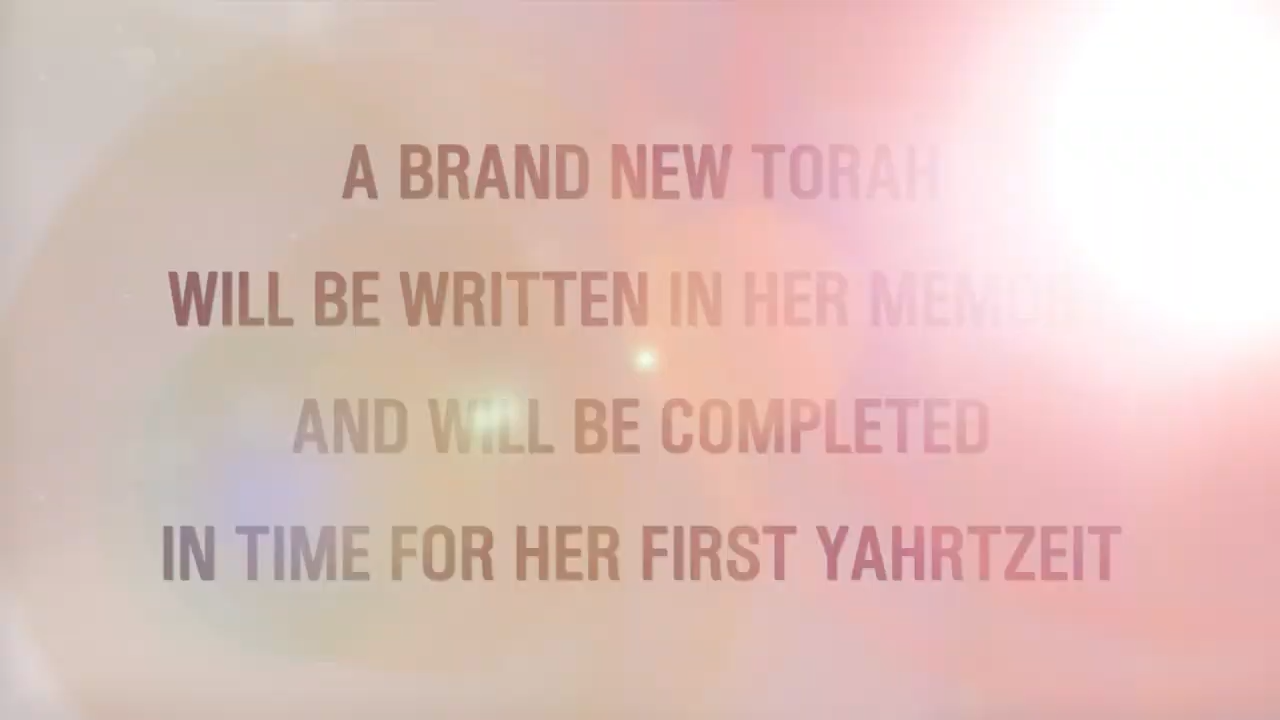 A BRAND NEW TORAH
WILL BE WRITTEN IN HER MEMORY
AND WILL BE COMPLETED
IN TIME FOR HER FIRST YAHRTZEIT